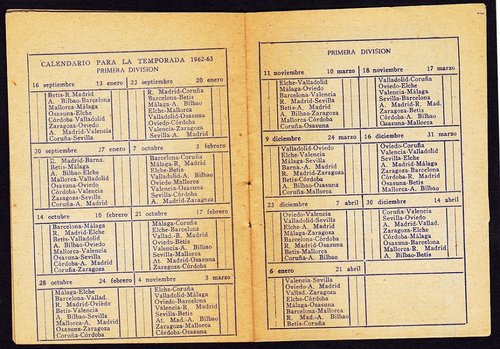 CALENDARIO PARA LA TEMPORADA 1962-63
PRIMERA DIVISION
16 septiembre 13 enero
Betis-R. Madrid
A. Bilbao-Barcelona
Mallorca-Málaga
Osasuna-Elche
Córdoba Valladolid
Zaragoza-Oviedo
A. Madrid-Valencia
Coruña-Sevilla
23 septiembre 20 enero
R. Madrid-Coruña
Barcelona-Betis
Málaga-A. Bilbao
Elche-Mallorca
Valladolid-Osasuna
Oviedo-Córdoba
Valencia-Zaragoza
Sevilla-A. Madrid
30 septiembre 27 enero
R. Madrid-Barna.
Betis-Málaga
A. Bilbao-Elche
Mallorca-Valladolid
Osasuna-Oviedo
Córdoba-Valencia
Zaragoza-Sevilla
Coruña-A. Madrid
7 octubre 3 febrero
Barcelona-Coruña
Málaga-R. Madrid
Elche-Betis
Valladolid-A. Bilbao
Oviedo-Mallorca
Valencia-Osasuna
Sevilla-Córdoba
A. Madrid-Zaragoza
14 octubre 10 febrero
Barcelona-Málaga
R. Madrid-Elche
Betis-Valladolid
A. Bilbao-Oviedo
Mallorca-Valencia
Osasuna-Sevilla
Córdoba-A. Madrid
Coruña-Zaragoza
21 octubre 17 febrero
Málaga-Coruña
Elche-Barcelona
Vallad.-R. Madrid
Oviedo-Betis
Valencia-A. Bilbao
Sevilla-Mallorca
At. Madrid-Osasuna
Zaragoza-Córdoba
28 octubre 24 febrero
Málaga-Elche
Barcelona-Vallad.
R. Madrid-Oviedo
Betis-Valencia
A. Bilbao-Sevilla
Mallorca-A. Madrid
Osasuna-Zaragoza
Coruña-Córdoba
4 noviembre 3 marzo
Elche-Coruña
Valladolid-Málaga
Oviedo-Barcelona
Valencia-R. Madrid
Sevilla-Betis
At. Mad.-A. Bilbao
Zaragoza-Mallorca
Córdoba-Osasuna
PRIMERA DIVISION
11 noviembre 10 marzo
Elche-Valladolid
Málaga-Oviedo
Barcelona-Valencia
R. Madrid-Sevilla
Betis-A. Madrid
A. Bilbao-Zaragoza
Mallorca-Córdoba
Coruña-Osasuna
18 noviembre 17 marzo
Valladolid-Coruña
Oviedo-Elche
Valencia-Málaga
Sevilla-Barcelona
A. Madrid-R. Mad.
Zaragoza-Betis
Córdoba-A. Bilbao
Osasuna-Mallorca
9 diciembre 24 marzo
Valladolid-Oviedo
Elche-Valencia
Málaga-Sevilla
Barna.-A. Madrid
R. Madrid-Zaragoza
Betis-Córdoba
A. Bilbao-Osasuna
Coruña-Mallorca
16 diciembre 31 marzo
Coruña-Oviedo
Valencia-Valladolid
Sevilla-Elche
A. Madrid-Málaga
Zaragoza-Barcelona
Córdoba-R. Madrid
Osasuna-Betis
Mallorca-A. Bilbao
23 diciembre 7 abril
Oviedo-Valencia
Valladolid-Sevilla
Elche-A. Madrid
Málaga-Zaragoza
Barcelona-Córdoba
R. Madrid-Osasuna
Betis-Mallorca
Coruña-A. Bilbao
30 diciembre 14 abril
Coruña-Valencia
Sevilla-Oviedo
A. Madrid-Vallad.
Zaragoza-Elche
Córdoba-Málaga
Osasuna-Barcelona
Mallorca-R. Madrid
A. Bilbao-Betis
6 enero 21 abril
Valencia-Sevilla
Oviedo-A. Madrid
Vallad.-Zaragoza
Elche-Córdoba
Málaga-Osasuna
Barcelona-Mallorca
R. Mad.-A. Bilbao
Betis-Coruña